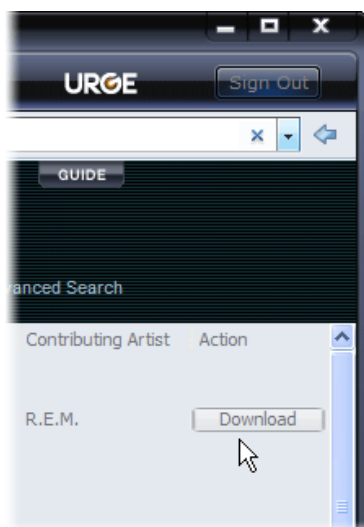 URGE
Sign Out
GUIDE
vanced Search
Contributing Artist Action
R.E.M. Download